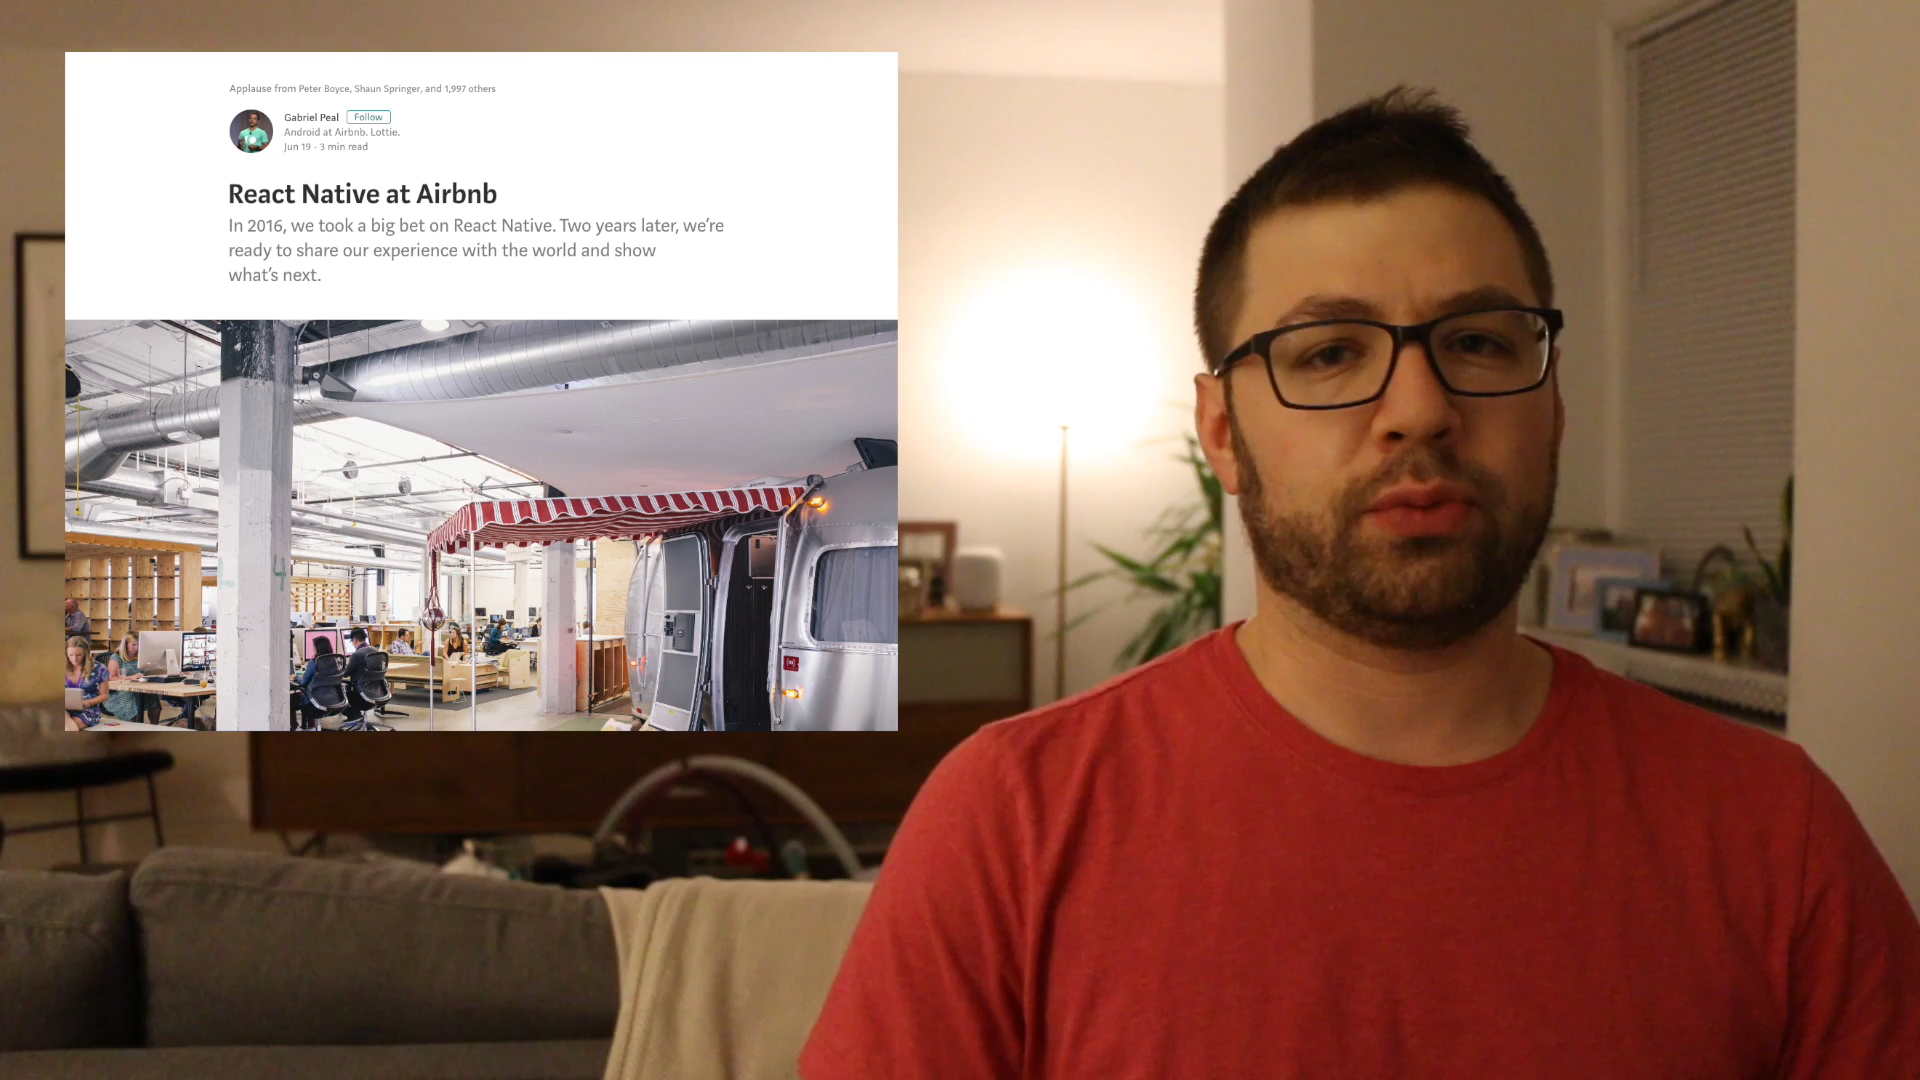 Applause from Peter Boyce, Shaun Springer, and 1,997 others
Gabriel Peal Follow
Android at Airbnb. Lottie.
Jun 19 · 3 min read
React Native at Airbnb
In 2016, we took a big bet on React Native. Two years later, we’re
ready to share our experience with the world and show
what’s next.